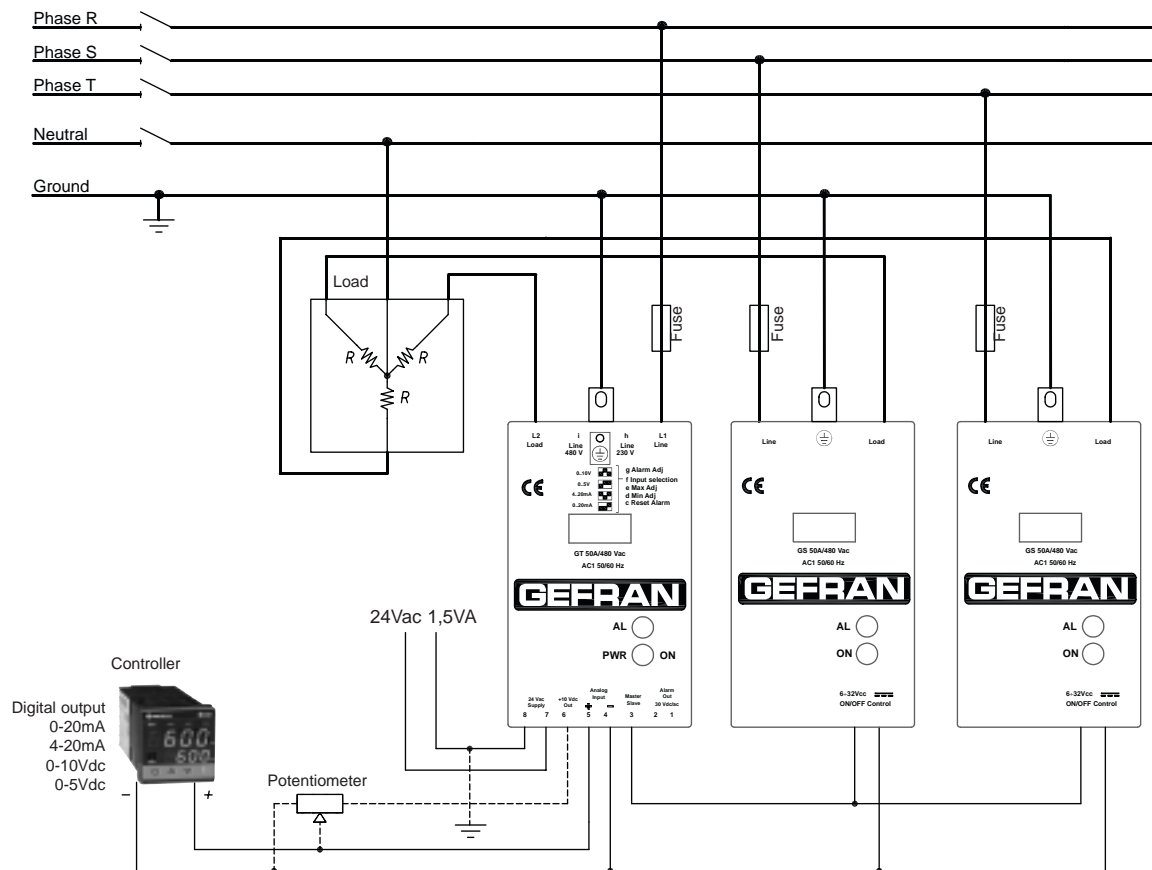 Phase R
Phase S
Phase T
Neutral
Ground
Load
Fuse
Fuse
Fuse
R
R
R
L2
Load
i
Line
480 V
h
Line
230 V
L1
Line
0..10V
0..5V
4..20mA
0..20mA
g Alarm Adj
f Input selection
e Max Adj
d Min Adj
c Reset Alarm
CE
GT 50A/480 Vac
AC1 50/60 Hz
GEFRAN
AL
PWR
ON
24 Vac
Supply
+10 Vdc
Out
Analog
Input
+
–
Master
Slave
Alarm
Out
30 Vdc/ac
8 7 6 5 4 3 2 1
Line
Load
CE
GS 50A/480 Vac
AC1 50/60 Hz
GEFRAN
AL
ON
6-32Vcc
ON/OFF Control
Line
Load
CE
GS 50A/480 Vac
AC1 50/60 Hz
GEFRAN
AL
ON
6-32Vcc
ON/OFF Control
24Vac 1,5VA
Controller
600
600
Digital output
0-20mA
4-20mA
0-10Vdc
0-5Vdc
–
+
Potentiometer